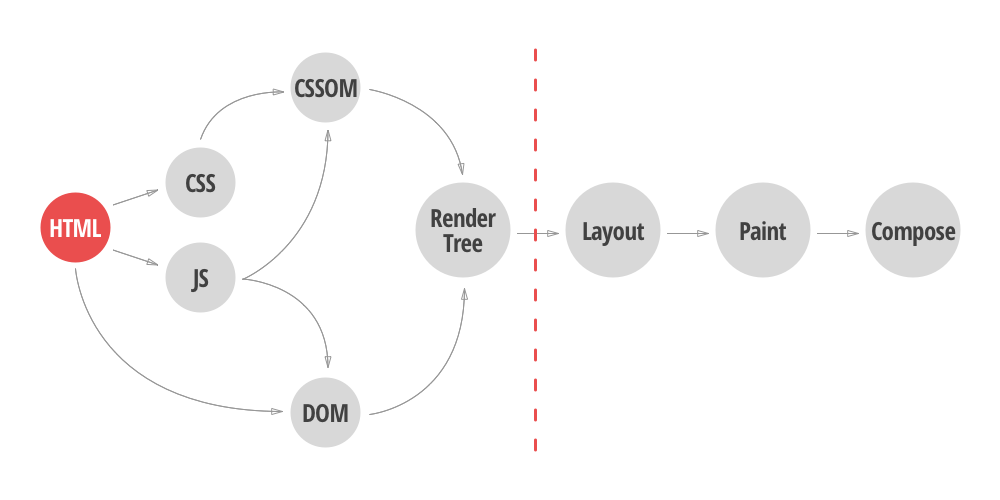 CSSOM
CSS
HTML
JS
DOM
Render
Tree
Layout
Paint
Compose